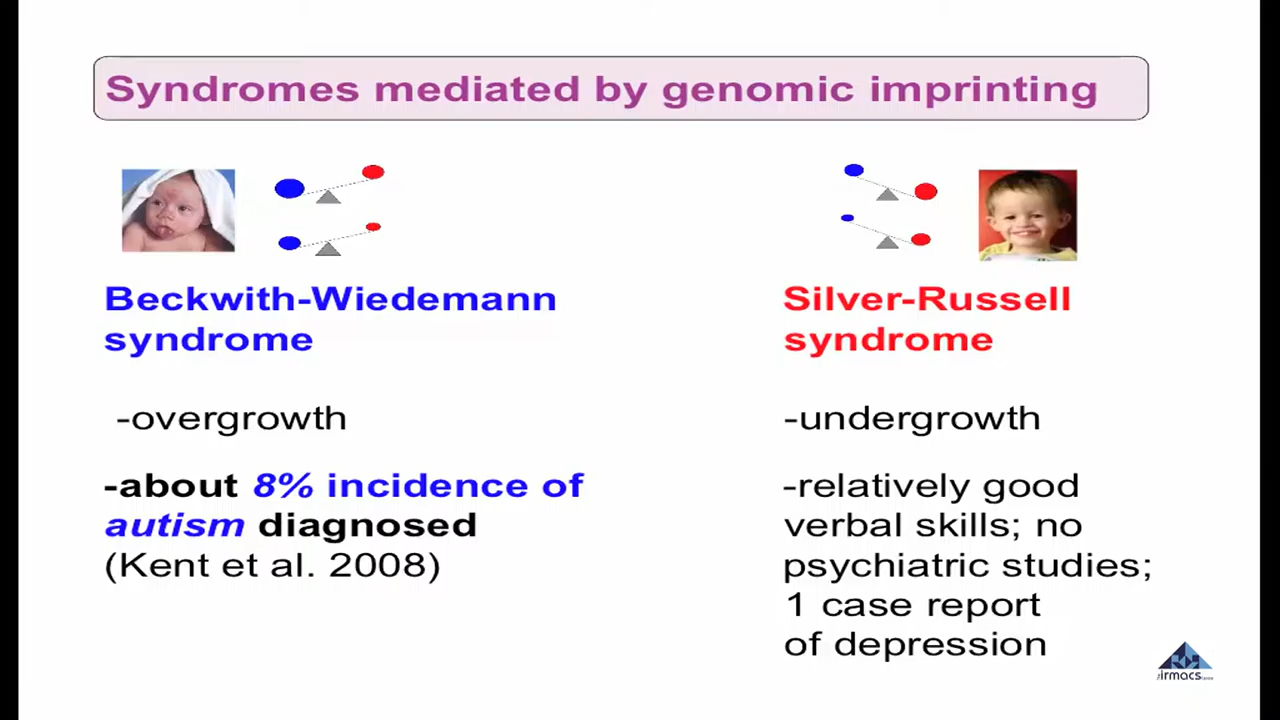 Syndromes mediated by genomic imprinting
Beckwith-Wiedemann
syndrome
-overgrowth
-about 8% incidence of
autism diagnosed
(Kent et al. 2008)
Silver-Russell
syndrome
-undergrowth
-relatively good
verbal skills; no
psychiatric studies;
1 case report
of depression
irmacs